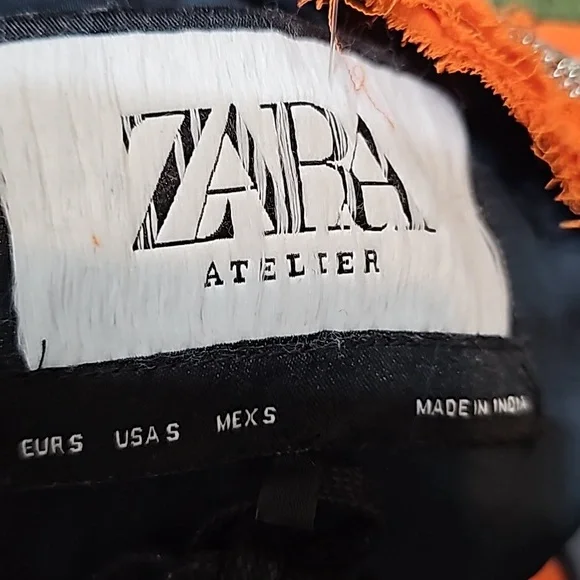 ZARA
ATELIER
EUR S USA S MEX S MADE IN INDIA